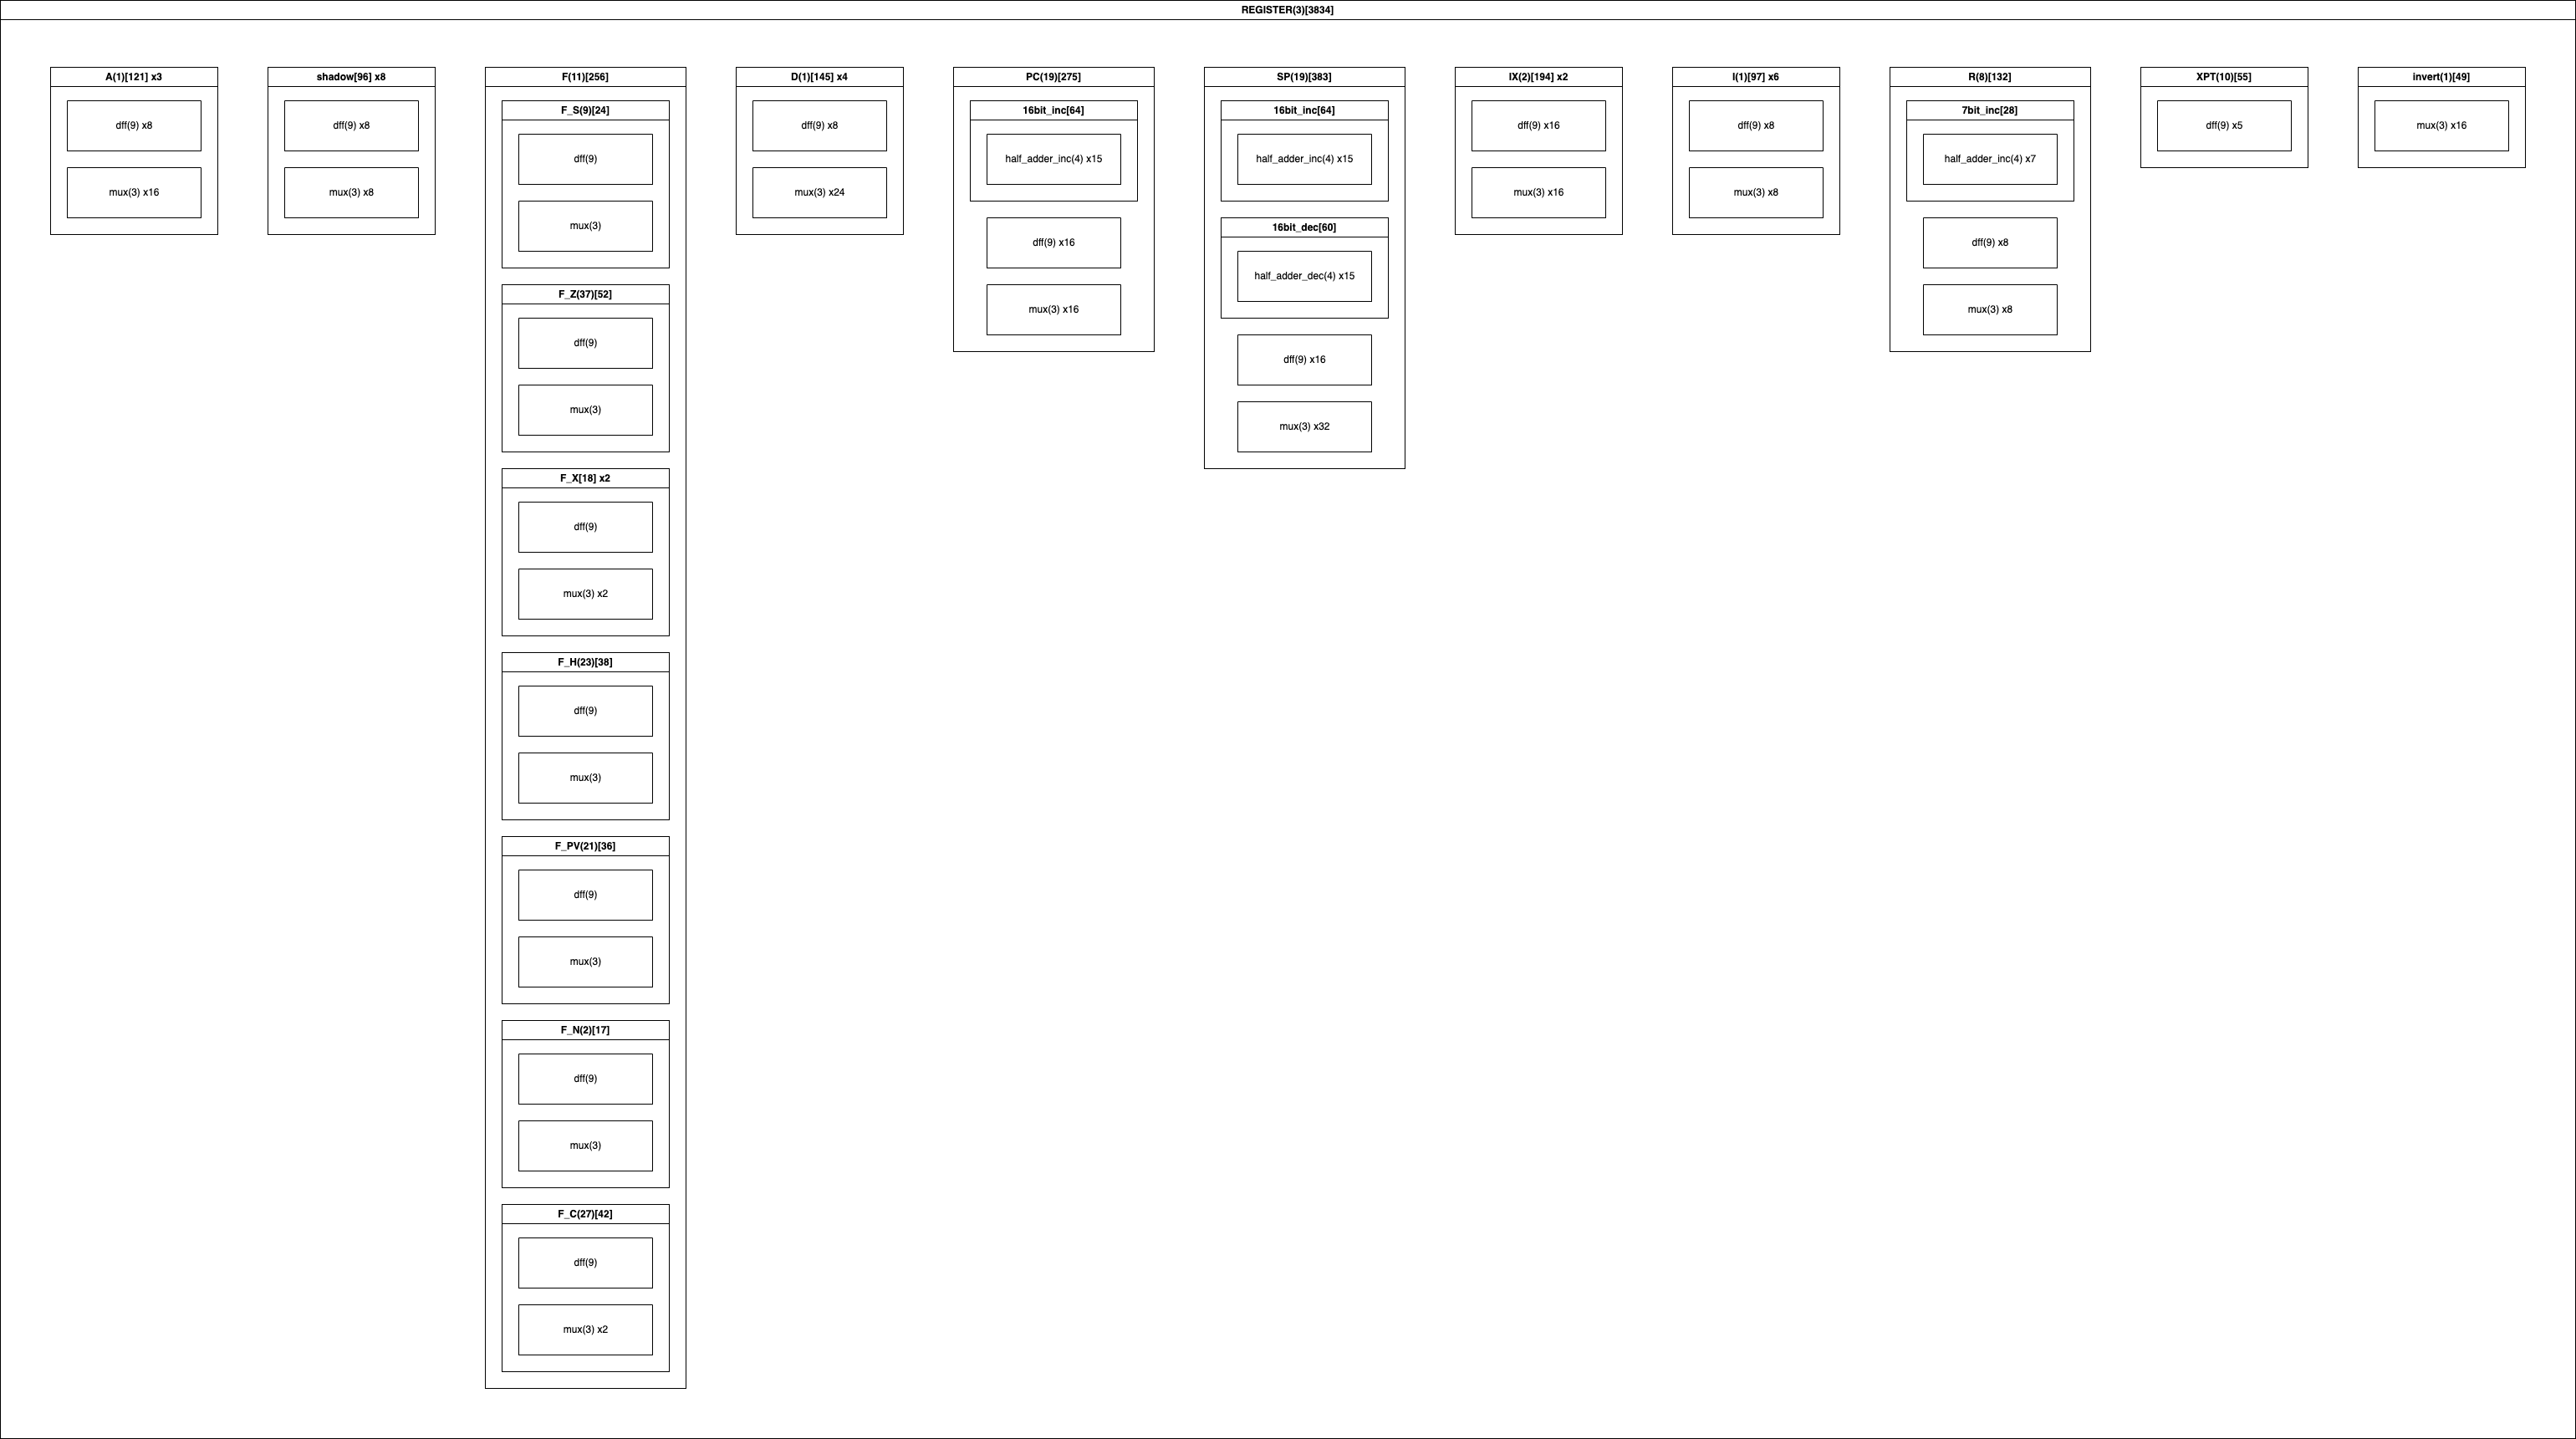 REGISTER(3)[3834]
A(1)[121] x3
dff(9) x8
mux(3) x16
shadow[96] x8
dff(9) x8
mux(3) x8
F(11)[256]
F_S(9)[24]
dff(9)
mux(3)
F_Z(37)[52]
dff(9)
mux(3)
F_X[18] x2
dff(9)
mux(3) x2
F_H(23)[38]
dff(9)
mux(3)
F_PV(21)[36]
dff(9)
mux(3)
F_N(2)[17]
dff(9)
mux(3)
F_C(27)[42]
dff(9)
mux(3) x2
D(1)[145] x4
dff(9) x8
mux(3) x24
PC(19)[275]
16bit_inc[64]
half_adder_inc(4) x15
dff(9) x16
mux(3) x16
SP(19)[383]
16bit_inc[64]
half_adder_inc(4) x15
16bit_dec[60]
half_adder_dec(4) x15
dff(9) x16
mux(3) x32
IX(2)[194] x2
dff(9) x16
mux(3) x16
I(1)[97] x6
dff(9) x8
mux(3) x8
R(8)[132]
7bit_inc[28]
half_adder_inc(4) x7
dff(9) x8
mux(3) x8
XPT(10)[55]
dff(9) x5
invert(1)[49]
mux(3) x16